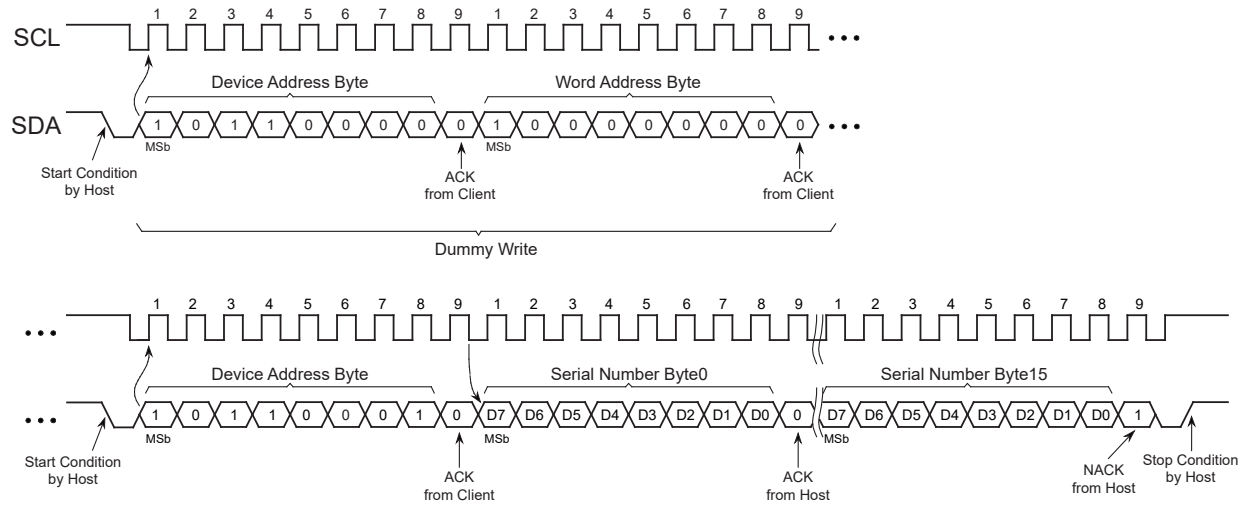 1 2 3 4 5 6 7 8 9 1 2 3 4 5 6 7 8 9
SCL
Device Address Byte Word Address Byte
SDA 1 0 1 1 0 0 0 0 0 1 0 0 0 0 0 0 0 0
MSb MSb
Start Condition
by Host
ACK
from Client
ACK
from Client
Dummy Write
1 2 3 4 5 6 7 8 9 1 2 3 4 5 6 7 8 9 1 2 3 4 5 6 7 8 9
Device Address Byte Serial Number Byte0 Serial Number Byte15
1 0 1 1 0 0 0 1 0 D7 D6 D5 D4 D3 D2 D1 D0 0 D7 D6 D5 D4 D3 D2 D1 D0 1
MSb MSb MSb
Start Condition
by Host
ACK
from Client
ACK
from Host
NACK
from Host
Stop Condition
by Host